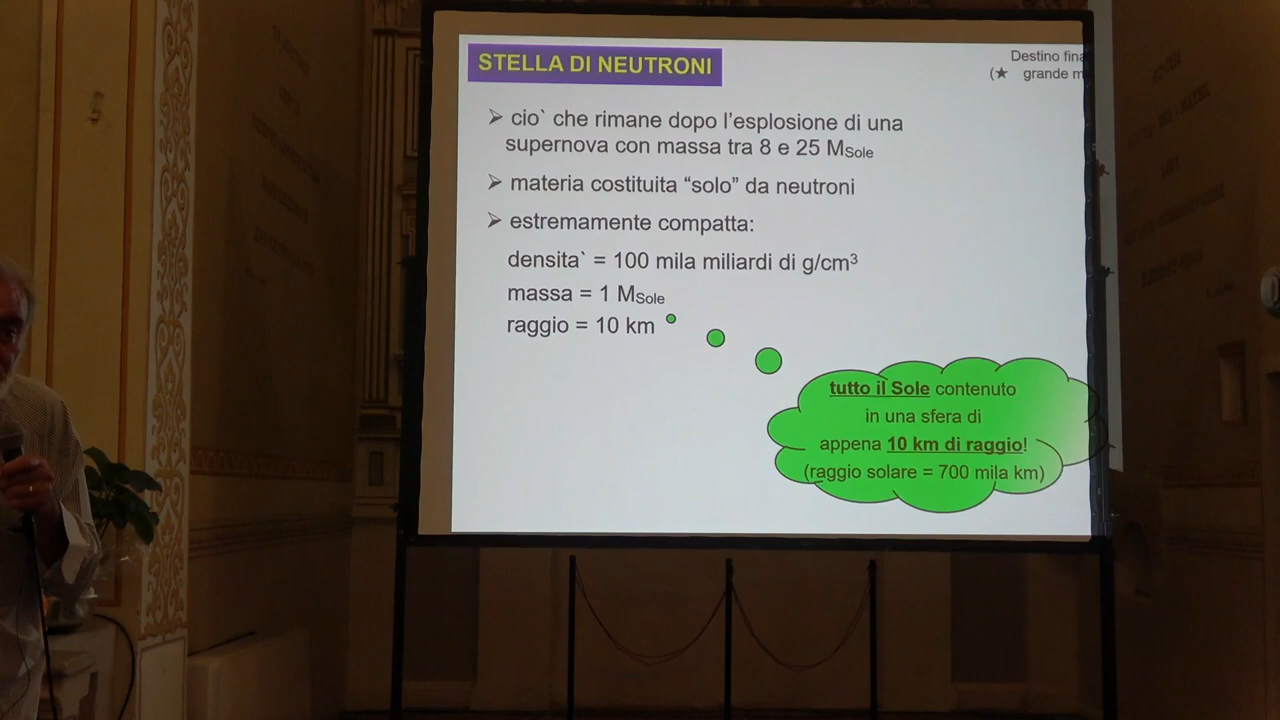 STELLA DI NEUTRONI
Destino fina
(★ grande m
➢ cio` che rimane dopo l'esplosione di una
supernova con massa tra 8 e 25 MSole
➢ materia costituita “solo” da neutroni
➢ estremamente compatta:
densita` = 100 mila miliardi di g/cm³
massa = 1 MSole
raggio = 10 km
tutto il Sole contenuto
in una sfera di
appena 10 km di raggio!
(raggio solare = 700 mila km)